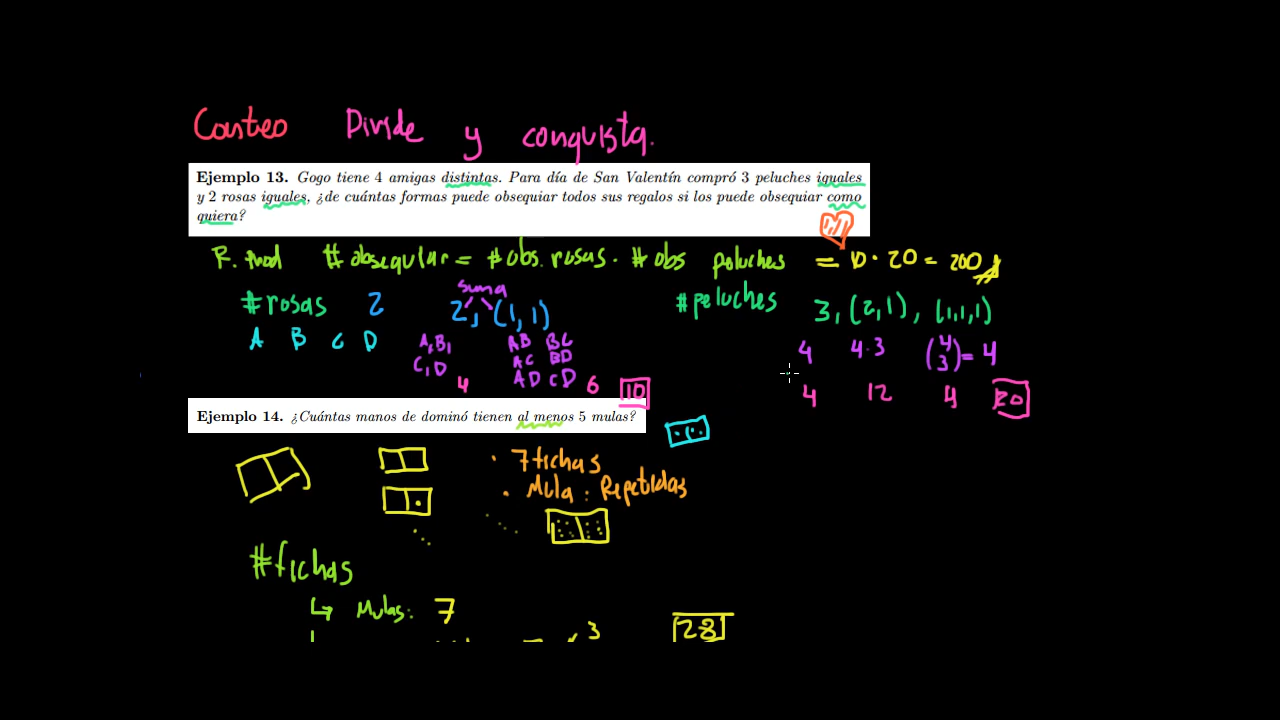 Conteo Divide y conquista.
Ejemplo 13. Gogo tiene 4 amigas distintas. Para día de San Valentín compró 3 peluches iguales
y 2 rosas iguales, ¿de cuántas formas puede obsequiar todos sus regalos si los puede obsequiar como
quiera?
R. Prod # obsequiar = # obs. rosas · # obs peluches = 10 · 20 = 200
suma
# rosas 2 2, (1, 1) # peluches 3, (2, 1), (1,1,1)
A B C D A, B, AB BC 4 4·3 (4 3) = 4
C, D AC BD
4 AD CD 6 10 4 12 4 20
Ejemplo 14. ¿Cuántas manos de dominó tienen al menos 5 mulas?
· 7 fichas
· Mula : Repetidas
# fichas
↳ Mulas: 7
3 28